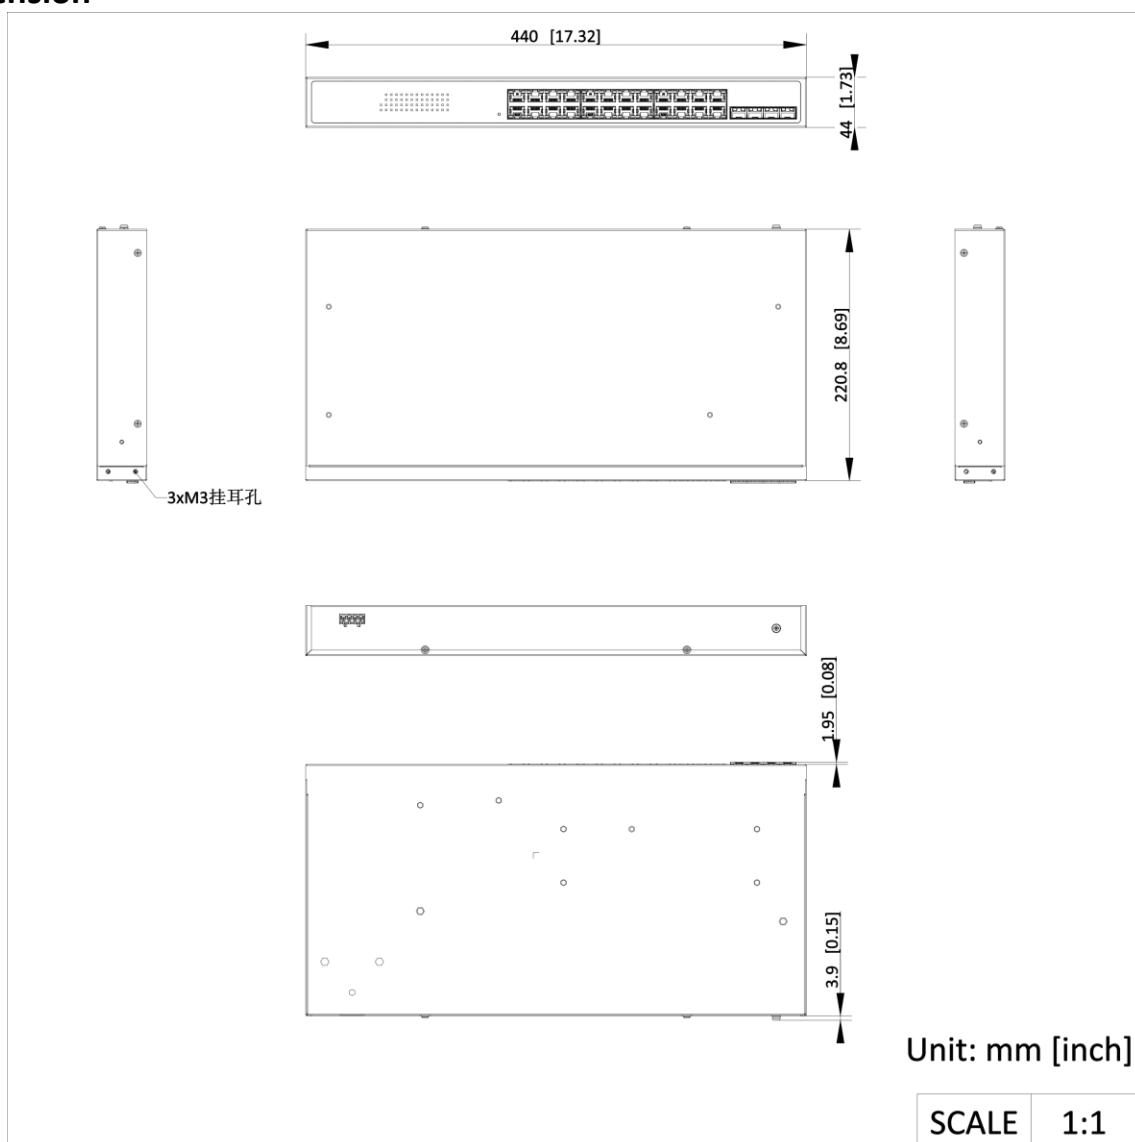 440 [17.32]
44 [1.73]
220.8 [8.69]
3xM3挂耳孔
1.95 [0.08]
3.9 [0.15]
Unit: mm [inch]
SCALE 1:1